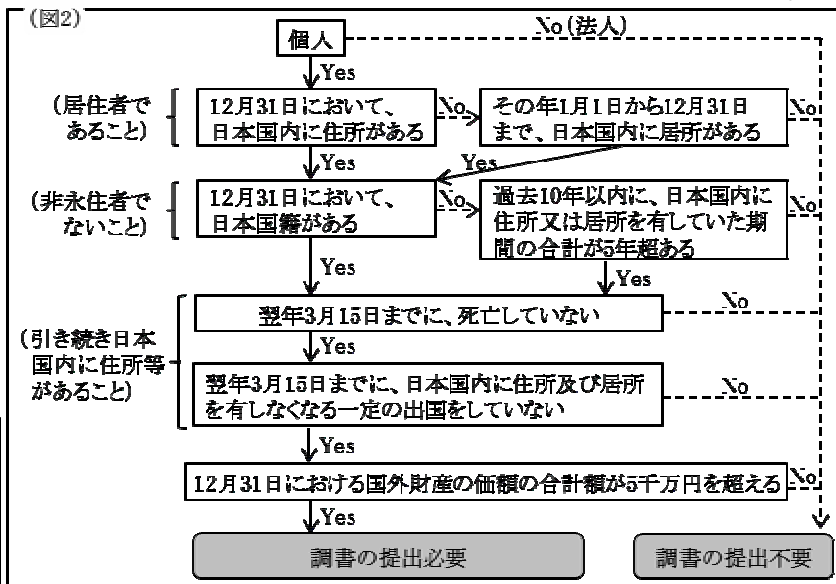 (図2)
個人
No(法人)
Yes
(居住者で
あること)
12月31日において、
日本国内に住所がある
No
その年1月1日から12月31日
まで、日本国内に居所がある
No
Yes
Yes
(非永住者で
ないこと)
12月31日において、
日本国籍がある
No
過去10年以内に、日本国内に
住所又は居所を有していた期
間の合計が5年超ある
No
Yes
Yes
(引き続き日本
国内に住所等
があること)
翌年3月15日までに、死亡していない
No
Yes
翌年3月15日までに、日本国内に住所及び居所
を有しなくなる一定の出国をしていない
No
Yes
12月31日における国外財産の価額の合計額が5千万円を超える
No
Yes
調書の提出必要
調書の提出不要